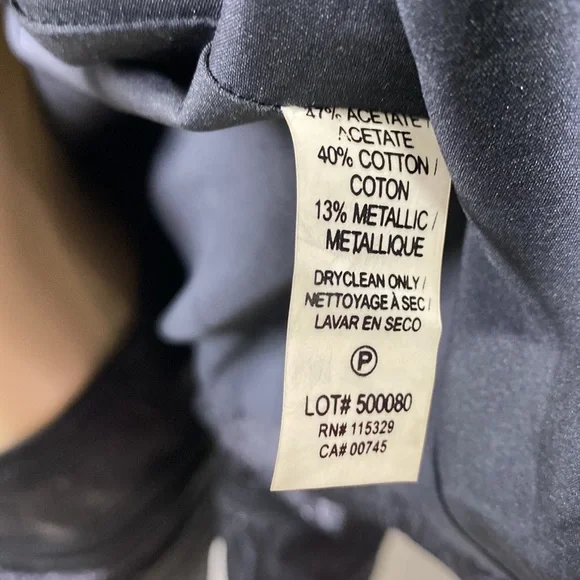 47% ACETATE /
ACETATE
40% COTTON /
COTON
13% METALLIC /
METALLIQUE
DRYCLEAN ONLY /
NETTOYAGE À SEC /
LAVAR EN SECO
P
LOT# 500080
RN# 115329
CA# 00745